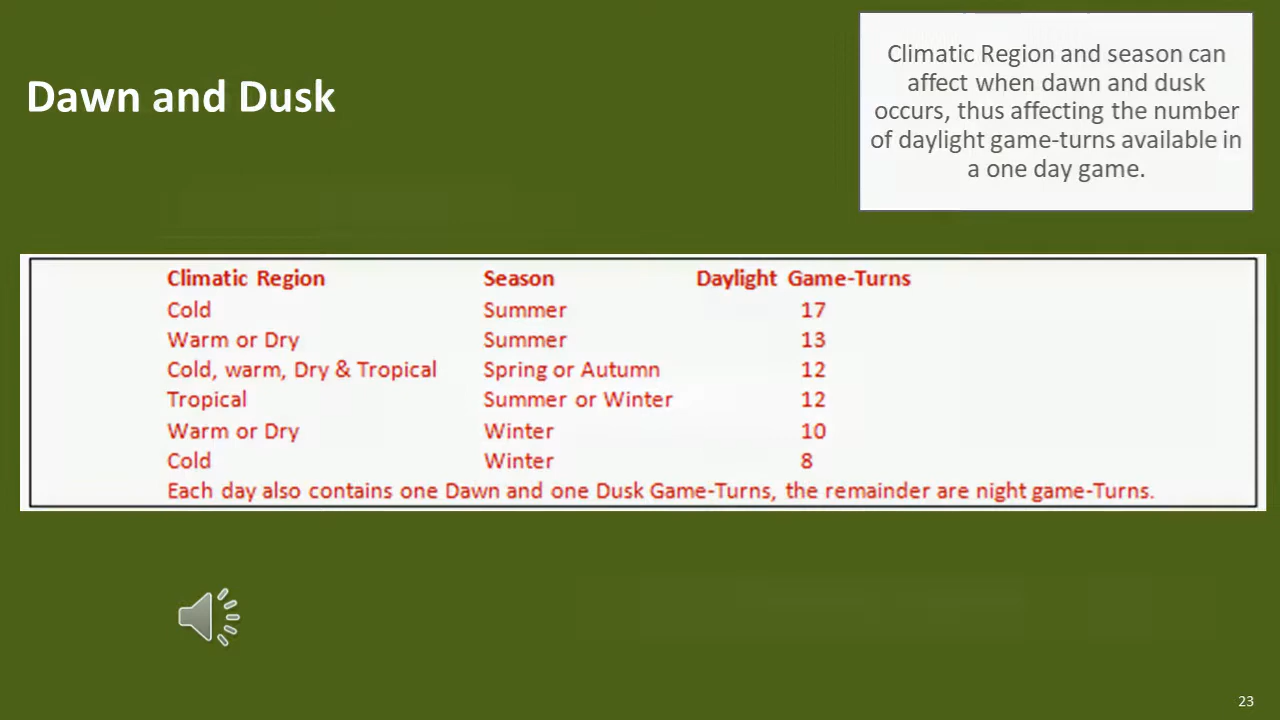 Dawn and Dusk
Climatic Region and season can
affect when dawn and dusk
occurs, thus affecting the number
of daylight game-turns available in
a one day game.
Climatic Region Season Daylight Game-Turns
Cold Summer 17
Warm or Dry Summer 13
Cold, warm, Dry & Tropical Spring or Autumn 12
Tropical Summer or Winter 12
Warm or Dry Winter 10
Cold Winter 8
Each day also contains one Dawn and one Dusk Game-Turns, the remainder are night game-Turns.
23